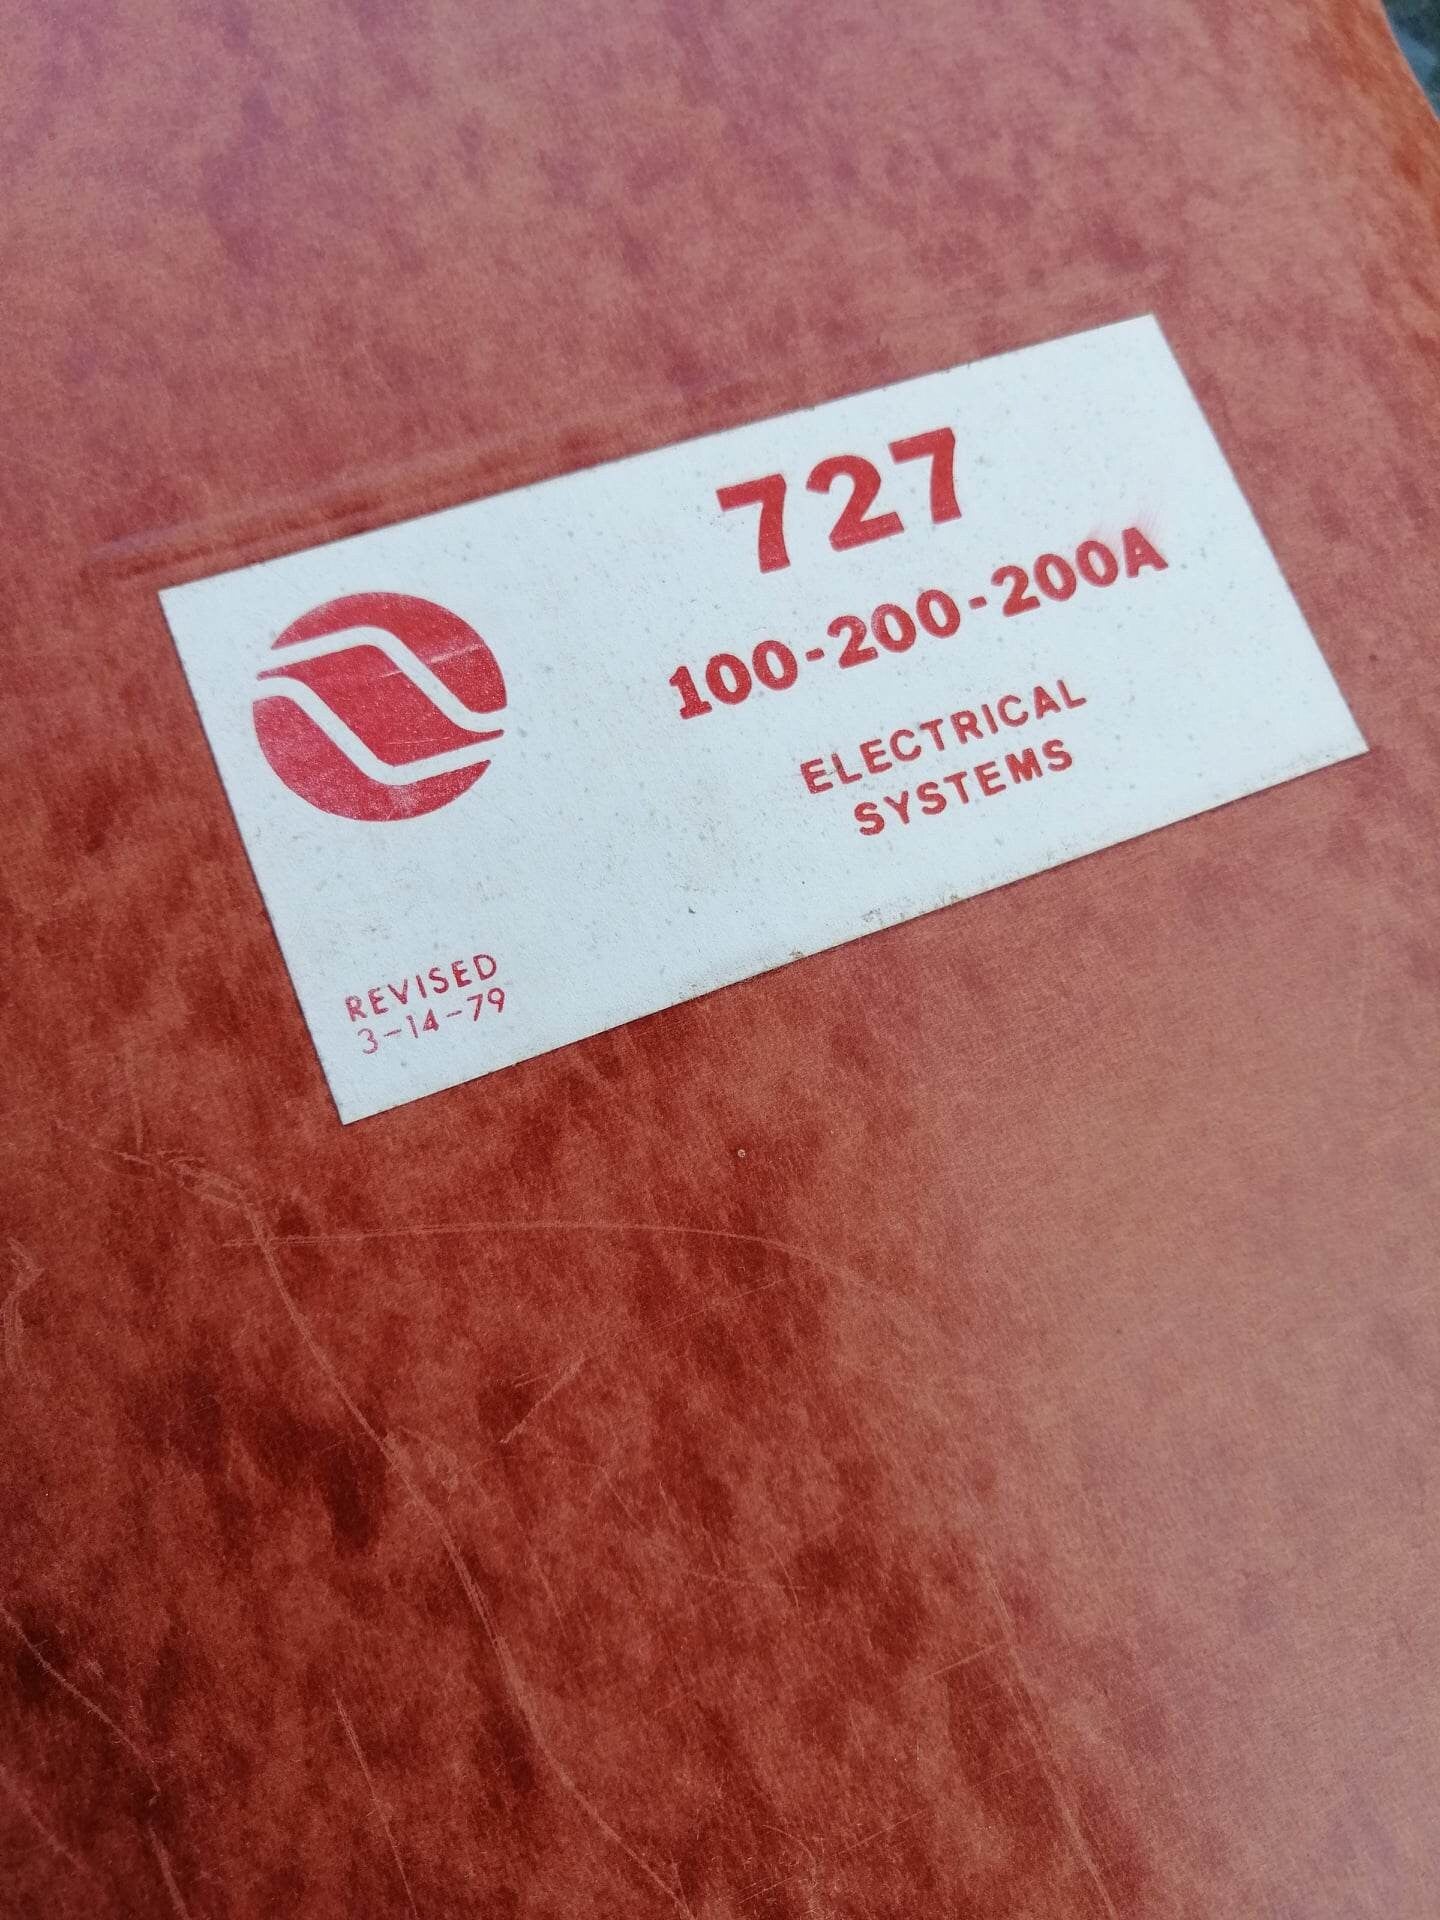 727
100-200-200A
ELECTRICAL
SYSTEMS
REVISED
3-14-79